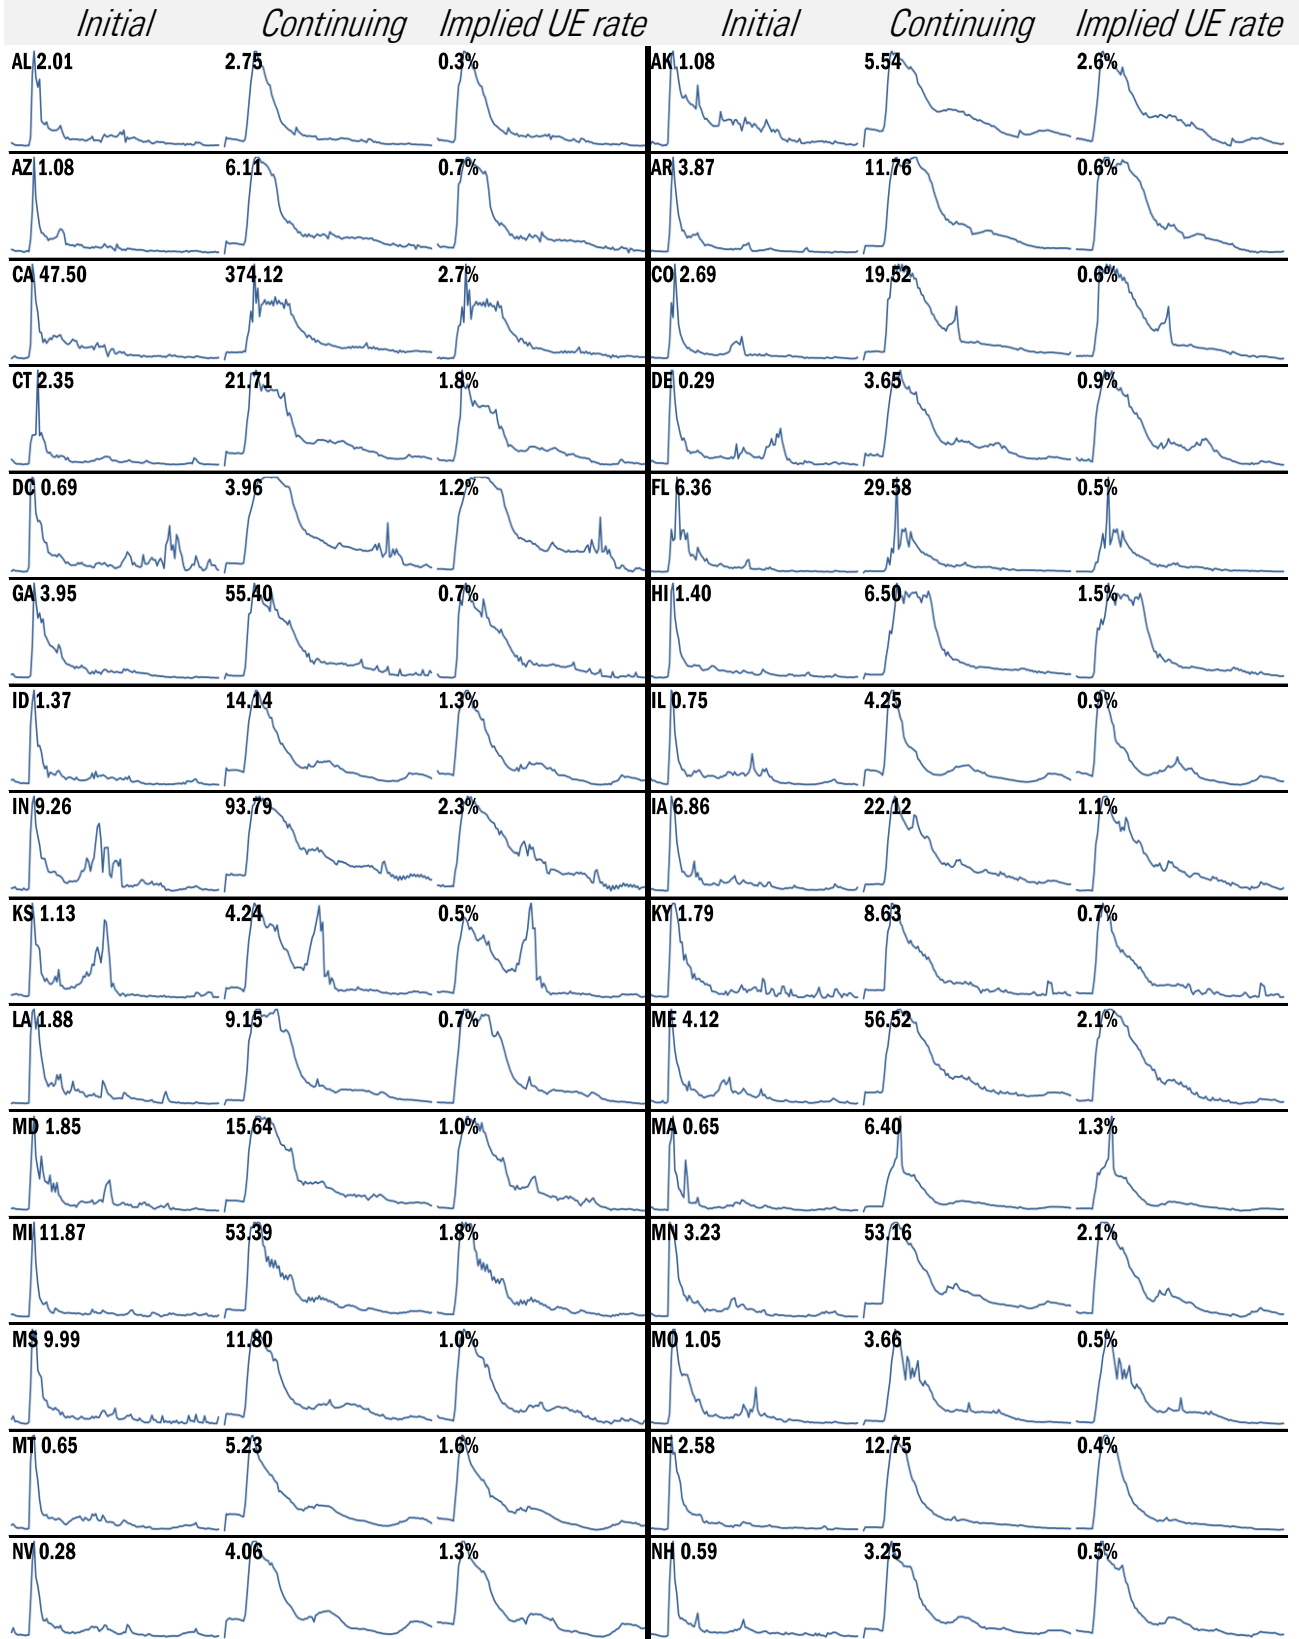 Initial Continuing Implied UE rate Initial Continuing Implied UE rate
AL 2.01 2.75 0.3% AK 1.08 5.54 2.6%
AZ 1.08 6.11 0.7% AR 3.87 11.76 0.6%
CA 47.50 374.12 2.7% CO 2.69 19.52 0.6%
CT 2.35 21.71 1.8% DE 0.29 3.65 0.9%
DC 0.69 3.96 1.2% FL 6.36 29.58 0.5%
GA 3.95 55.40 0.7% HI 1.40 6.50 1.5%
ID 1.37 14.14 1.3% IL 0.75 4.25 0.9%
IN 9.26 93.79 2.3% IA 6.86 22.12 1.1%
KS 1.13 4.24 0.5% KY 1.79 8.63 0.7%
LA 1.88 9.15 0.7% ME 4.12 56.52 2.1%
MD 1.85 15.64 1.0% MA 0.65 6.40 1.3%
MI 11.87 53.39 1.8% MN 3.23 53.16 2.1%
MS 9.99 11.80 1.0% MO 1.05 3.66 0.5%
MT 0.65 5.23 1.6% NE 2.58 12.75 0.4%
NV 0.28 4.06 1.3% NH 0.59 3.25 0.5%